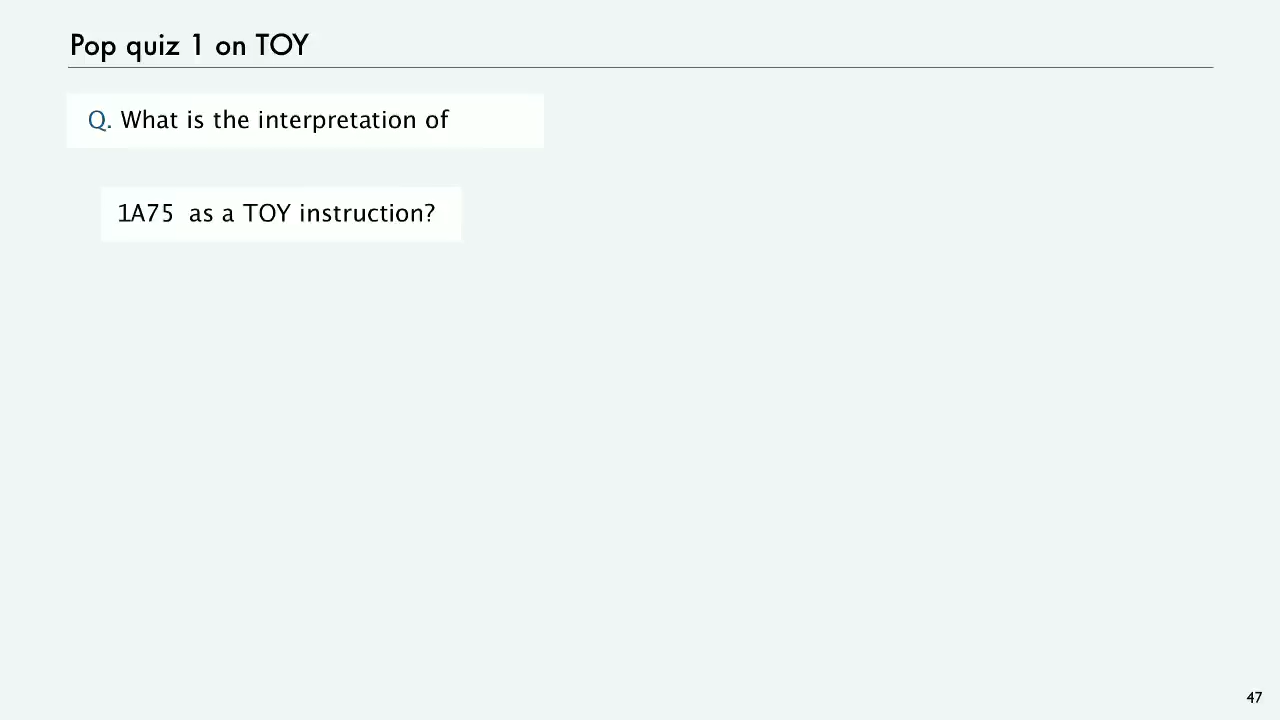 Pop quiz 1 on TOY
Q. What is the interpretation of
1A75 as a TOY instruction?
47